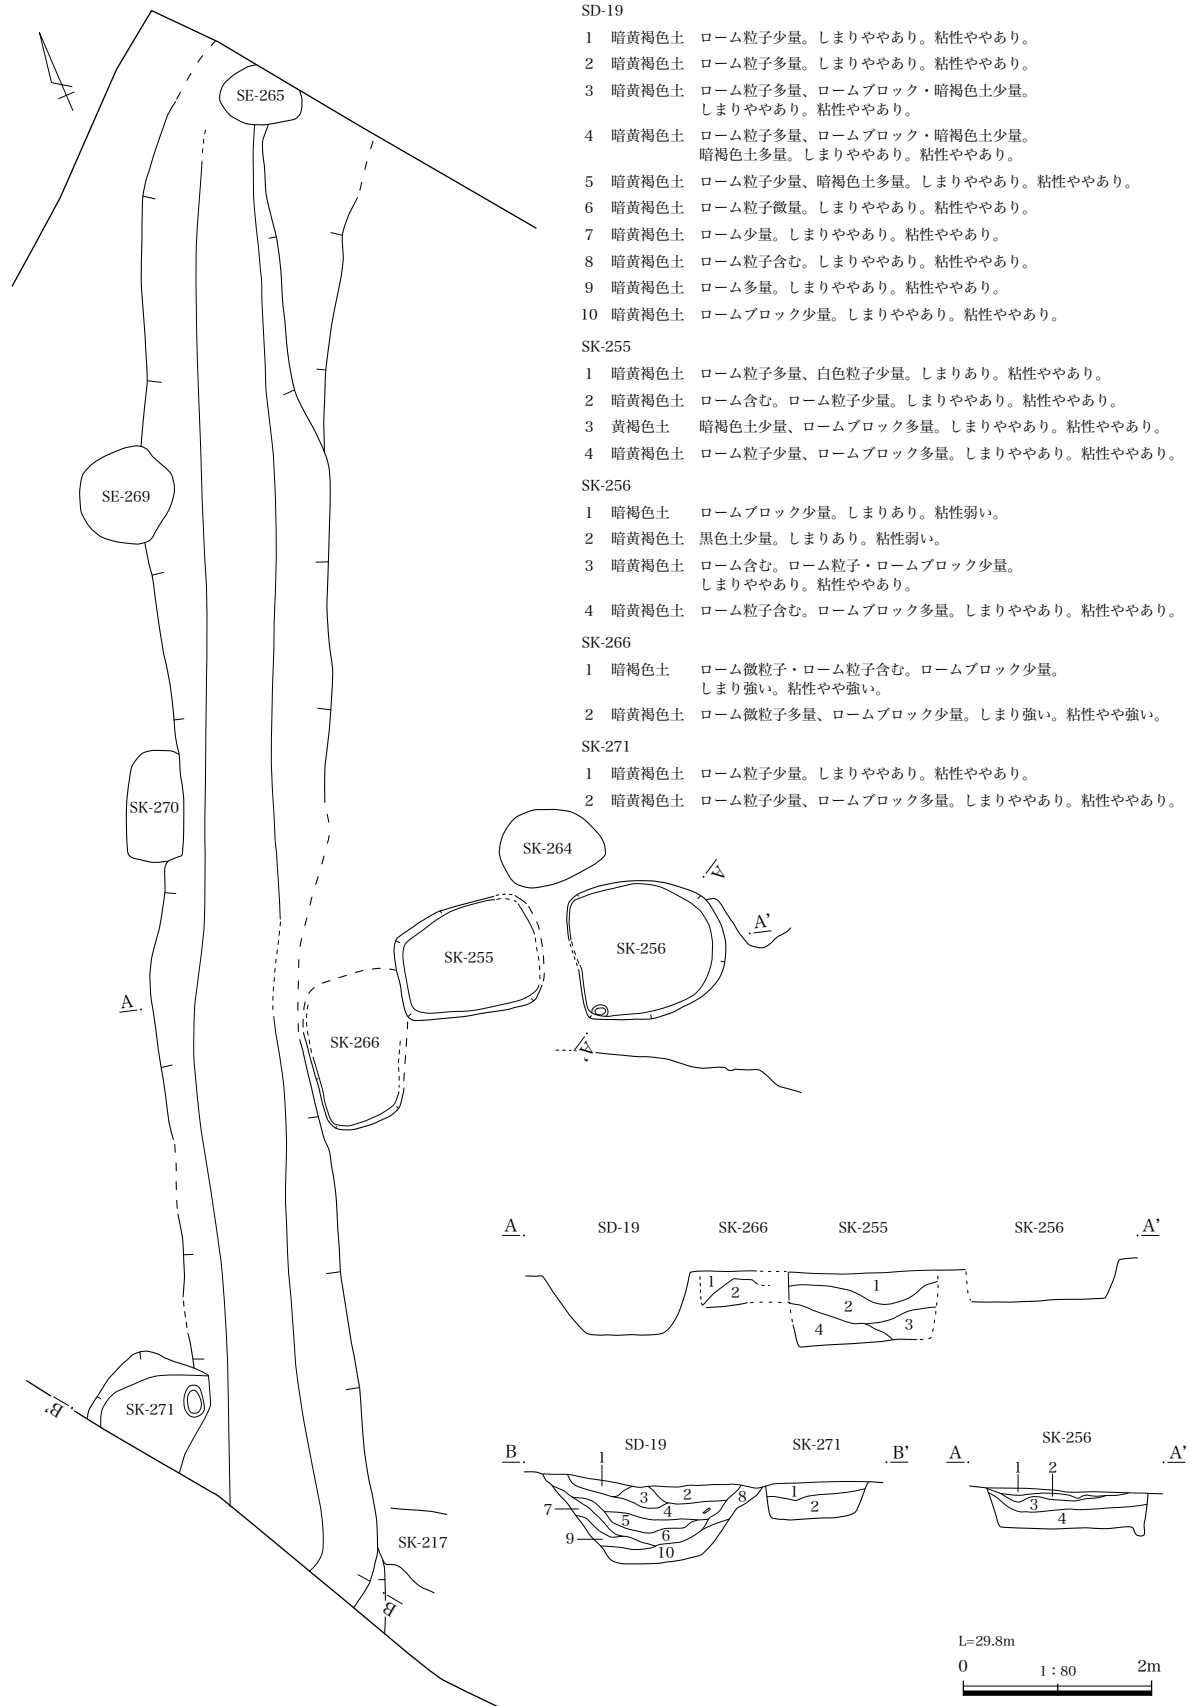 SD-19
1 暗黄褐色土 ローム粒子少量。しまりややあり。粘性ややあり。
2 暗黄褐色土 ローム粒子多量。しまりややあり。粘性ややあり。
3 暗黄褐色土 ローム粒子多量、ロームブロック・暗褐色土少量。
しまりややあり。粘性ややあり。
4 暗黄褐色土 ローム粒子多量、ロームブロック・暗褐色土少量。
暗褐色土多量。しまりややあり。粘性ややあり。
5 暗黄褐色土 ローム粒子少量、暗褐色土多量。しまりややあり。粘性ややあり。
6 暗黄褐色土 ローム粒子微量。しまりややあり。粘性ややあり。
7 暗黄褐色土 ローム少量。しまりややあり。粘性ややあり。
8 暗黄褐色土 ローム粒子含む。しまりややあり。粘性ややあり。
9 暗黄褐色土 ローム多量。しまりややあり。粘性ややあり。
10 暗黄褐色土 ロームブロック少量。しまりややあり。粘性ややあり。
SK-255
1 暗黄褐色土 ローム粒子多量、白色粒子少量。しまりあり。粘性ややあり。
2 暗黄褐色土 ローム含む。ローム粒子少量。しまりややあり。粘性ややあり。
3 黄褐色土 暗褐色土少量、ロームブロック多量。しまりややあり。粘性ややあり。
4 暗黄褐色土 ローム粒子少量、ロームブロック多量。しまりややあり。粘性ややあり。
SK-256
1 暗褐色土 ロームブロック少量。しまりあり。粘性弱い。
2 暗黄褐色土 黒色土少量。しまりあり。粘性弱い。
3 暗黄褐色土 ローム含む。ローム粒子・ロームブロック少量。
しまりややあり。粘性ややあり。
4 暗黄褐色土 ローム粒子含む。ロームブロック多量。しまりややあり。粘性ややあり。
SK-266
1 暗褐色土 ローム微粒子・ローム粒子含む。ロームブロック少量。
しまり強い。粘性やや強い。
2 暗黄褐色土 ローム微粒子多量、ロームブロック少量。しまり強い。粘性やや強い。
SK-271
1 暗黄褐色土 ローム粒子少量。しまりややあり。粘性ややあり。
2 暗黄褐色土 ローム粒子少量、ロームブロック多量。しまりややあり。粘性ややあり。
SE-265
SE-269
SK-270
SK-264
A
A'
SK-255
SK-256
A
SK-266
A'
SK-271
B'
SK-217
B
A SD-19 SK-266 SK-255 SK-256 A'
1
2
1
2
3
4
B SD-19 SK-271 B'
1
2
3
4
5
6
7
8
9
10
1
2
A SK-256 A'
1 2
3
4
L=29.8m
0 1：80 2m